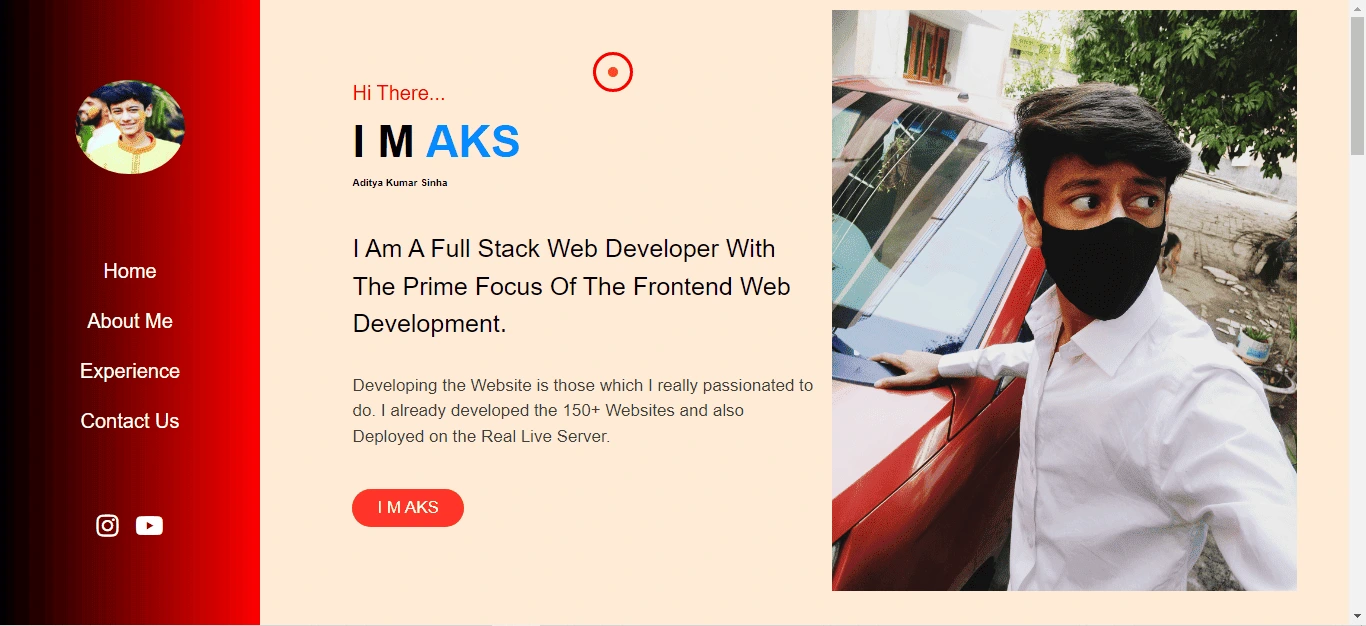 Home
About Me
Experience
Contact Us
Hi There...
I M AKS
Aditya Kumar Sinha
I Am A Full Stack Web Developer With
The Prime Focus Of The Frontend Web
Development.
Developing the Website is those which I really passionated to
do. I already developed the 150+ Websites and also
Deployed on the Real Live Server.
I M AKS